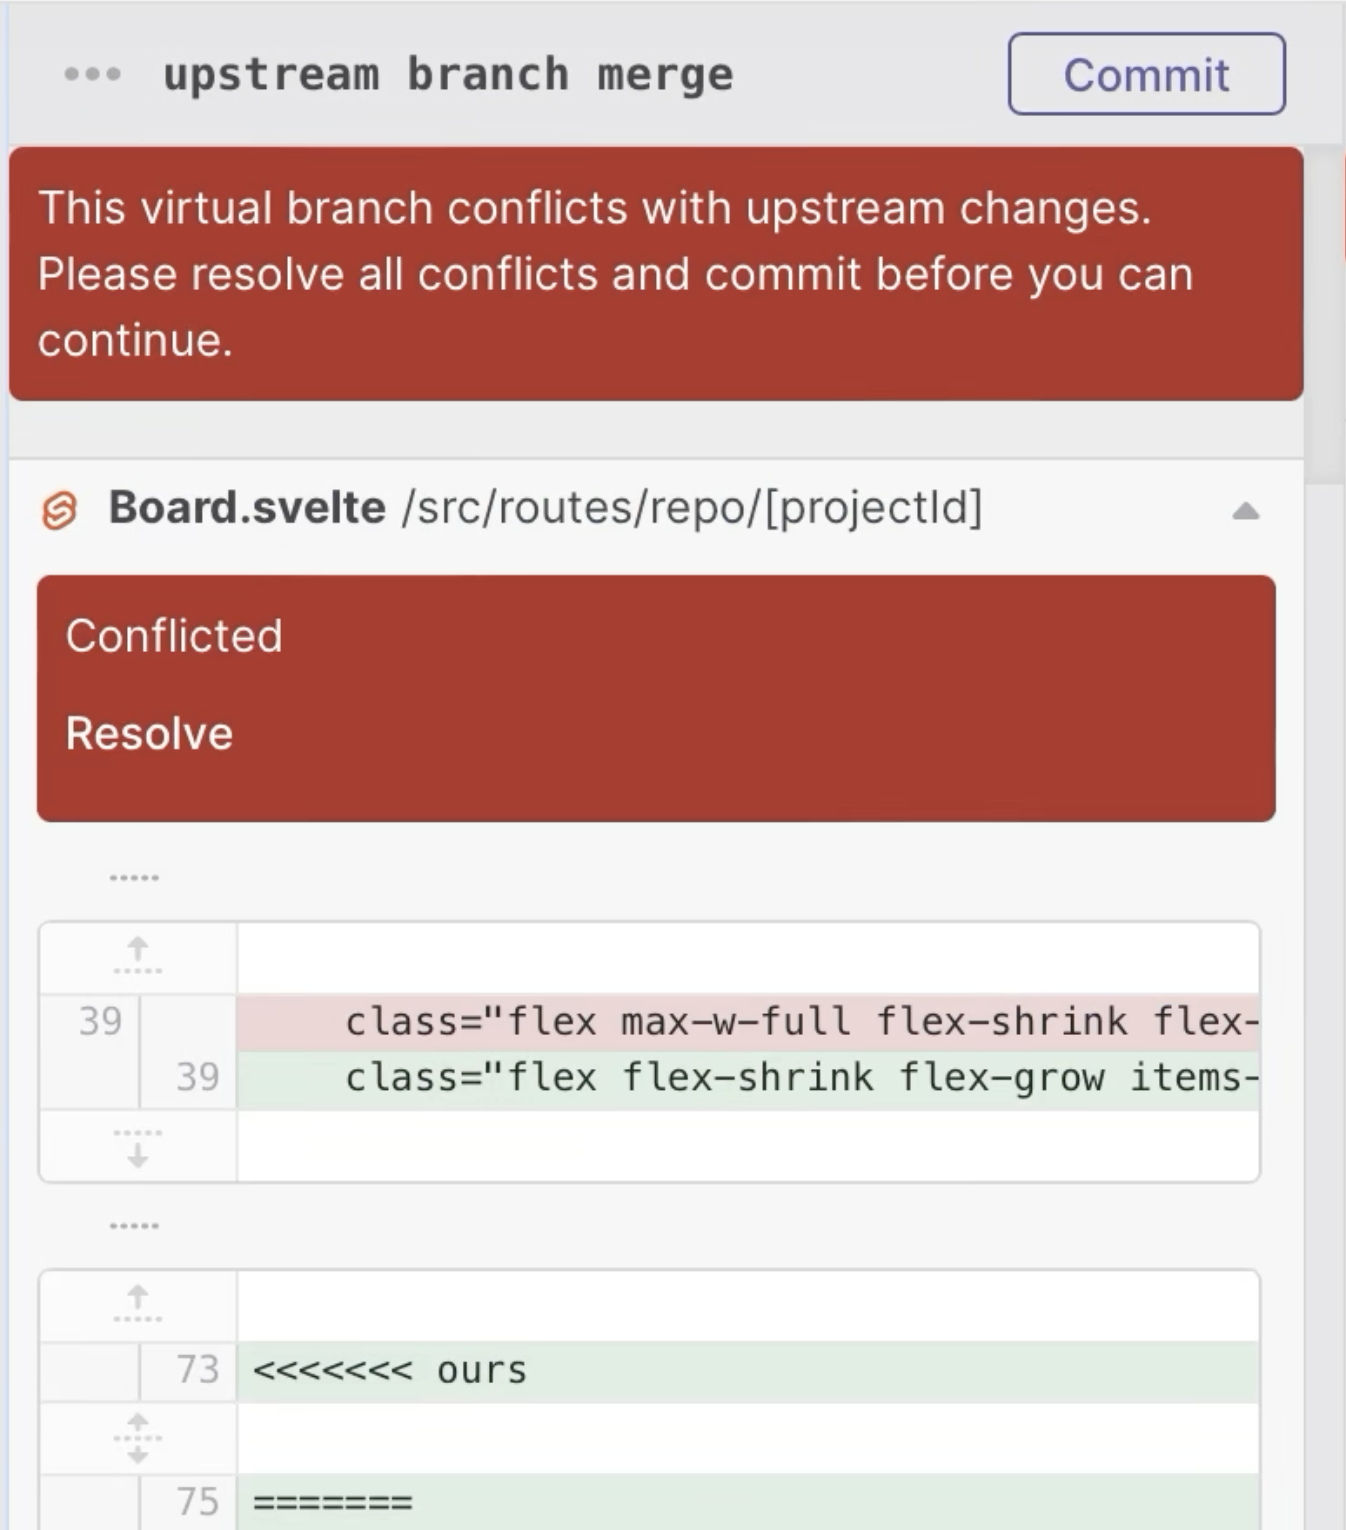 upstream branch merge
Commit
This virtual branch conflicts with upstream changes.
Please resolve all conflicts and commit before you can
continue.
Board.svelte /src/routes/repo/[projectId]
Conflicted
Resolve
39 class="flex max-w-full flex-shrink flex-
39 class="flex flex-shrink flex-grow items-
73 <<<<<<< ours
75 =======